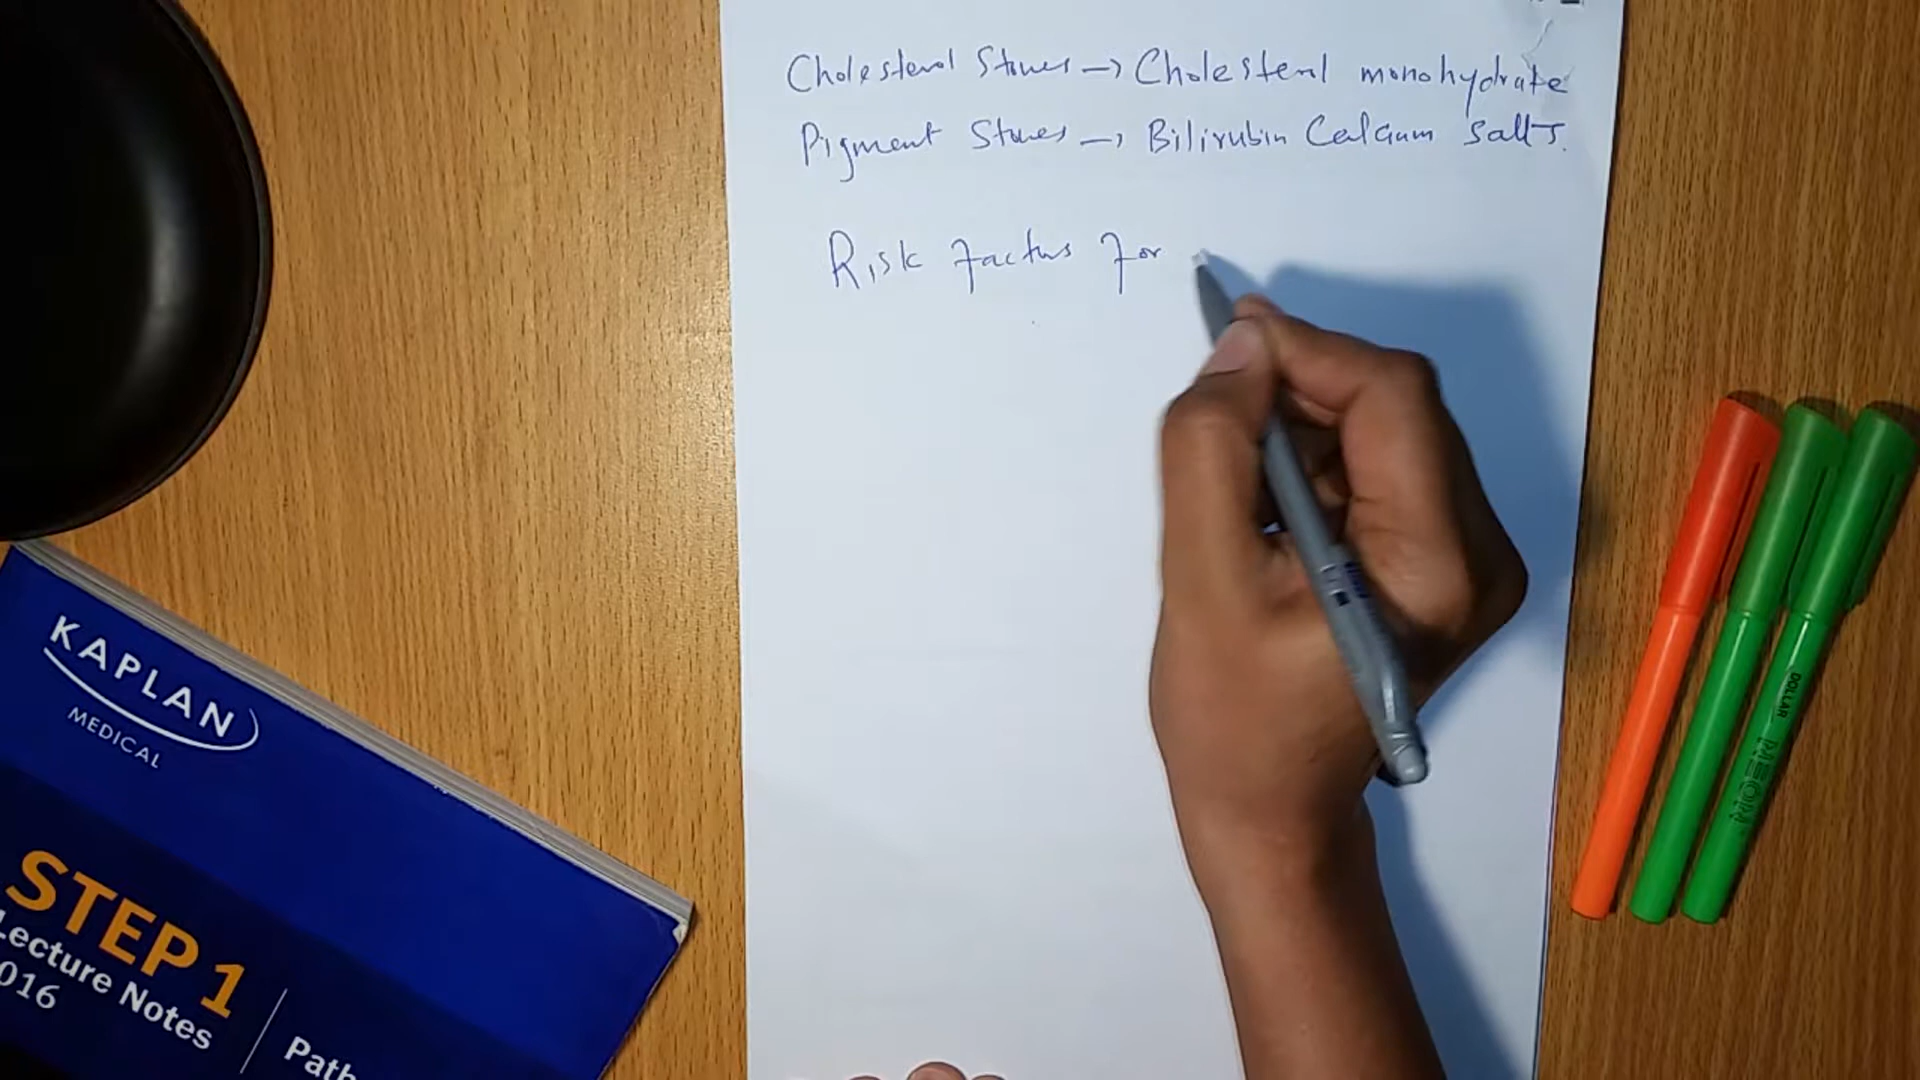 Cholesterol Stones → Cholesterol monohydrate
Pigment Stones → Bilirubin Calcium Salts.
Risk factors for
KAPLAN
MEDICAL
STEP 1
Lecture Notes
016
Path
DOLLAR
NEON